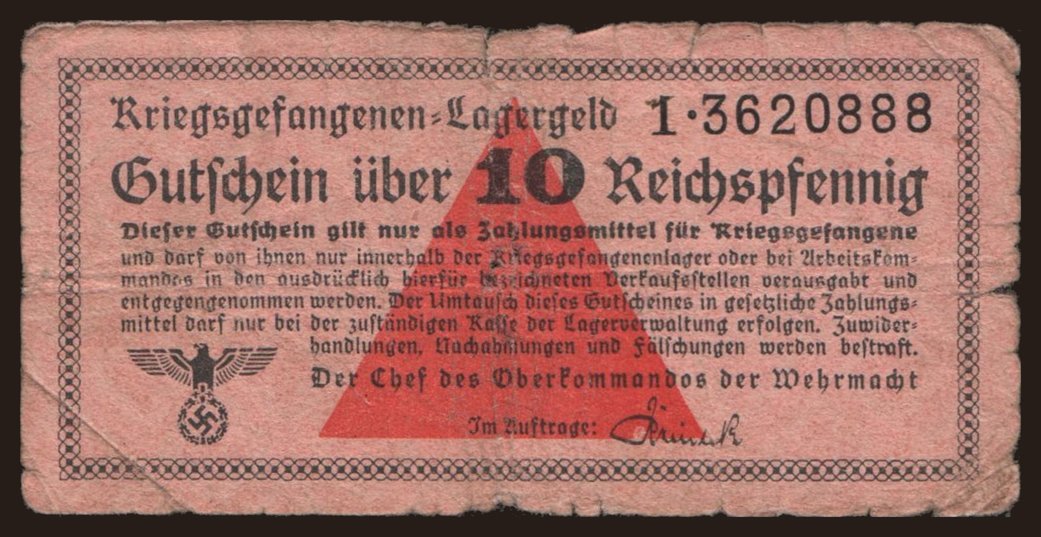 Kriegsgefangenen-Lagergeld 1·3620888
Gutschein über 10 Reichspfennig
Dieser Gutschein gilt nur als Zahlungsmittel für Kriegsgefangene
und darf von ihnen nur innerhalb der Kriegsgefangenenlager oder bei Arbeitskom-
mandos in den ausdrücklich hierfür bezeichneten Verkaufsstellen verausgabt und
entgegengenommen werden. Der Umtausch dieses Gutscheines in gesetzliche Zahlungs-
mittel darf nur bei der zuständigen Kasse der Lagerverwaltung erfolgen. Zuwider-
handlungen, Nachahmungen und Fälschungen werden bestraft.
Der Chef des Oberkommandos der Wehrmacht
Im Auftrage: